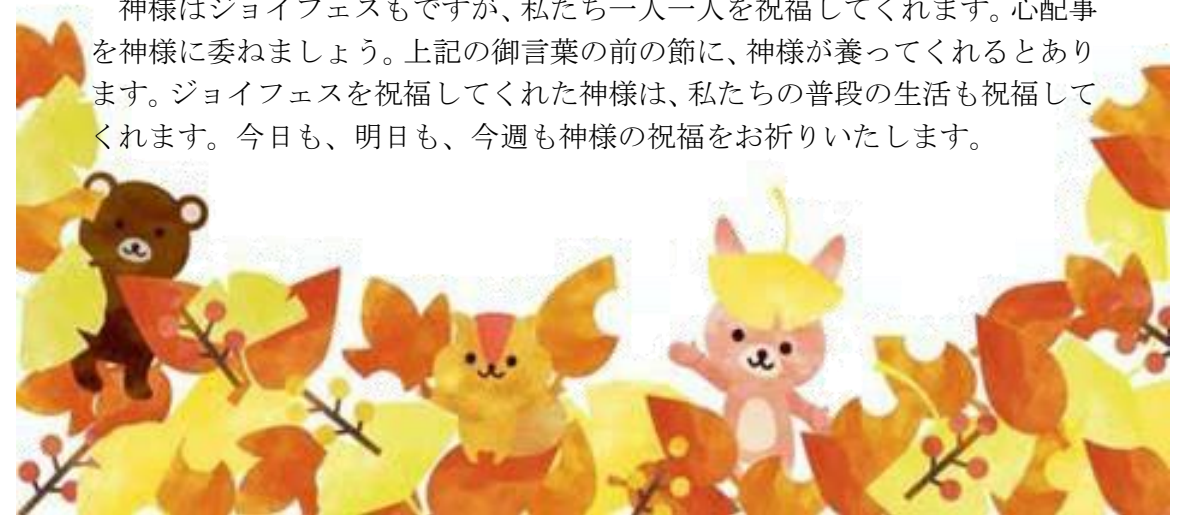 神様はジョイフェスもですが、私たち一人一人を祝福してくれます。心配事
を神様に委ねましょう。上記の御言葉の前の節に、神様が養ってくれるとあり
ます。ジョイフェスを祝福してくれた神様は、私たちの普段の生活も祝福して
くれます。今日も、明日も、今週も神様の祝福をお祈りいたします。